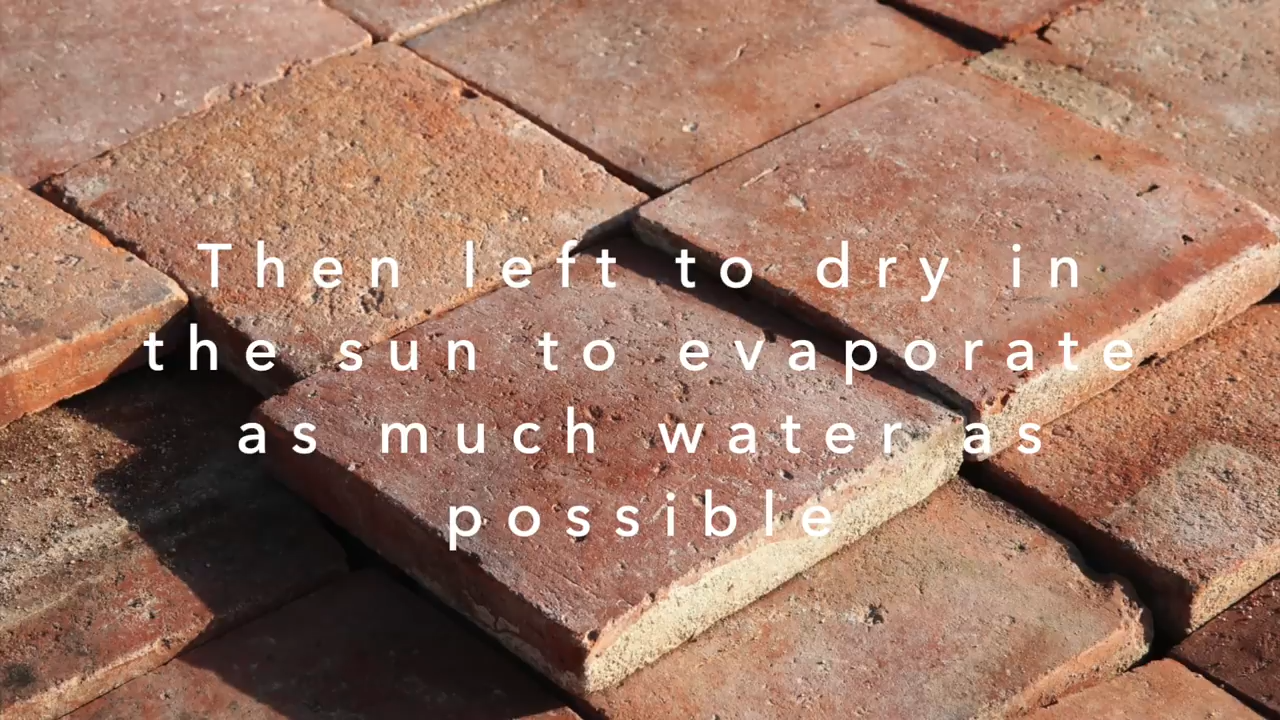 Then left to dry in
the sun to evaporate
as much water as
possible